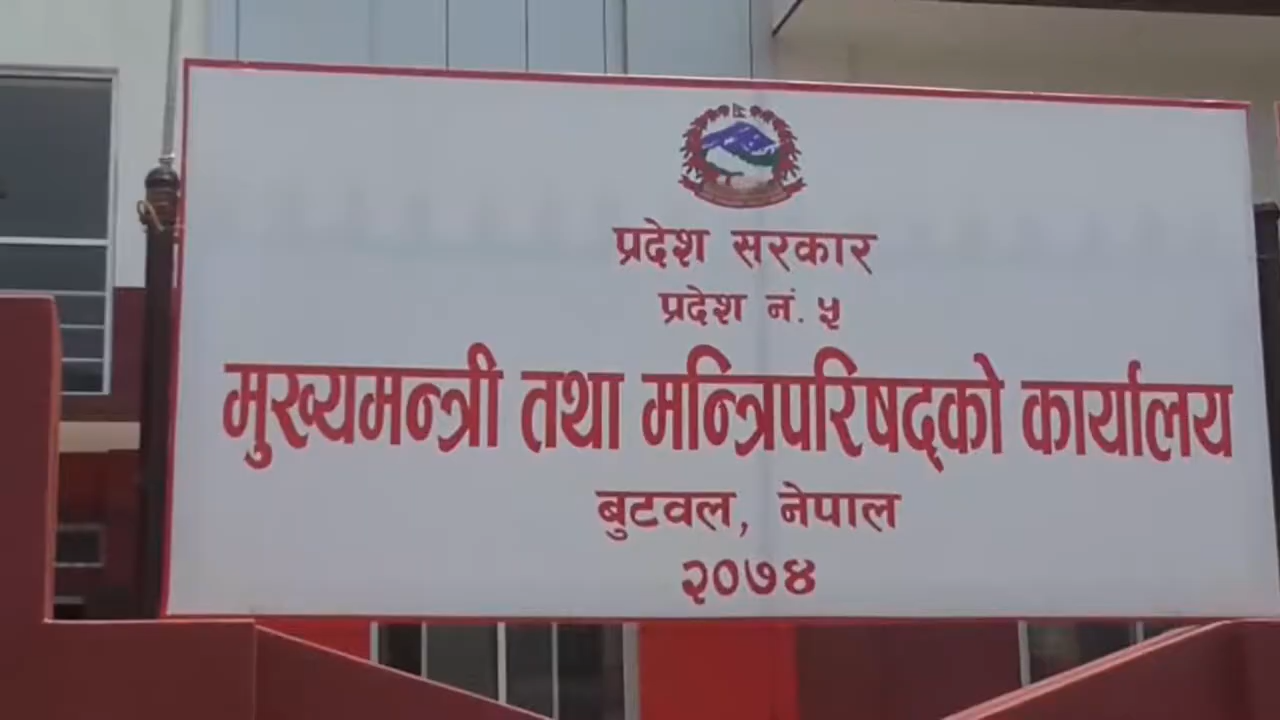 प्रदेश सरकार
प्रदेश नं. ५
मुख्यमन्त्री तथा मन्त्रिपरिषद्को कार्यालय
बुटवल, नेपाल
२०७४